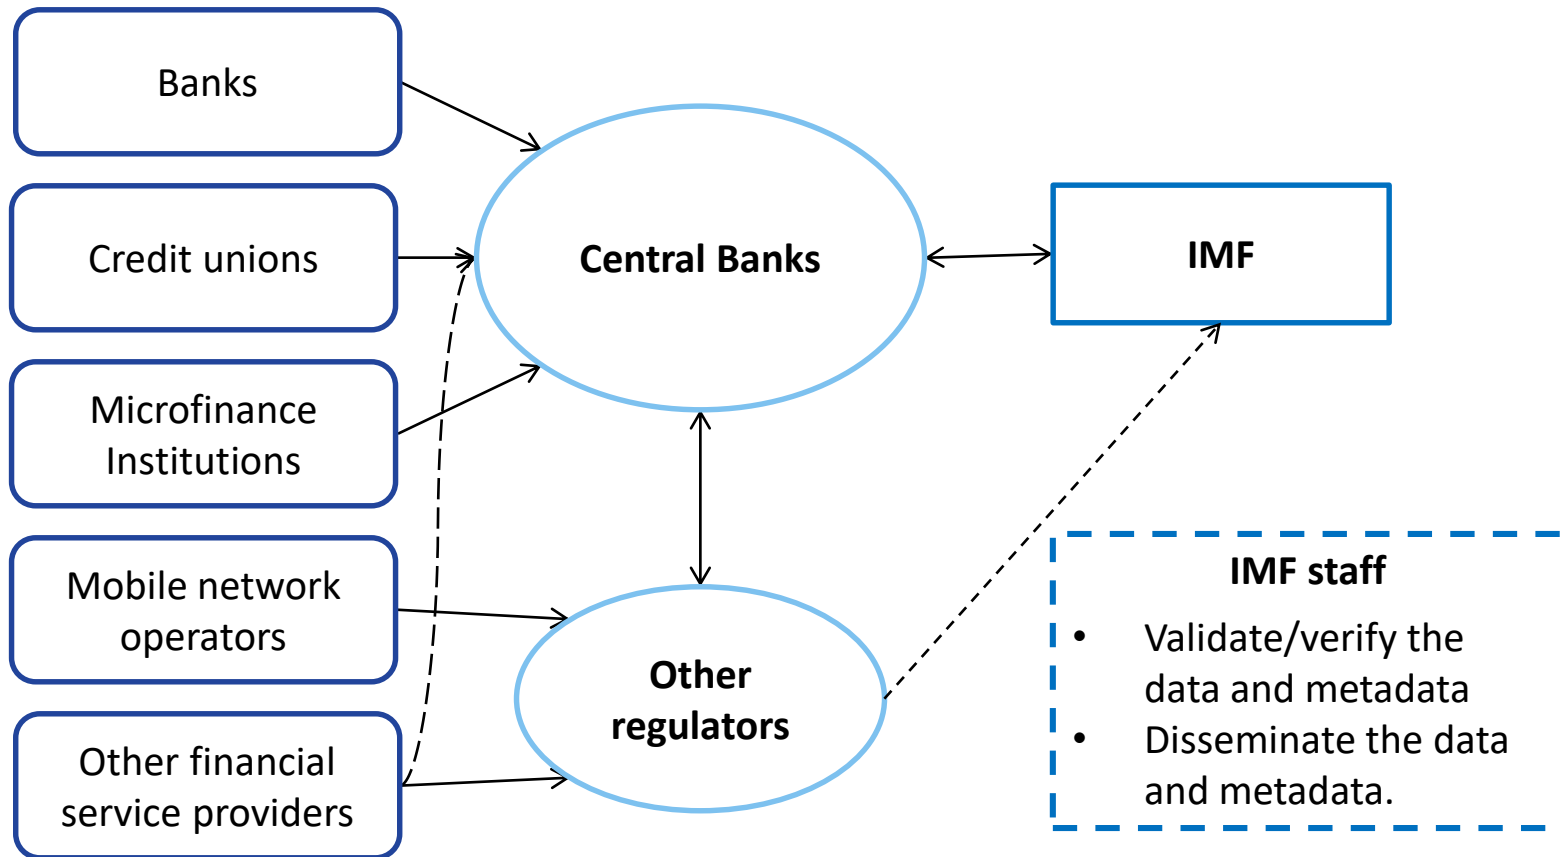 Banks
Credit unions
Microfinance
Institutions
Mobile network
operators
Other financial
service providers
Central Banks
Other
regulators
IMF
IMF staff
• Validate/verify the
data and metadata
• Disseminate the data
and metadata.